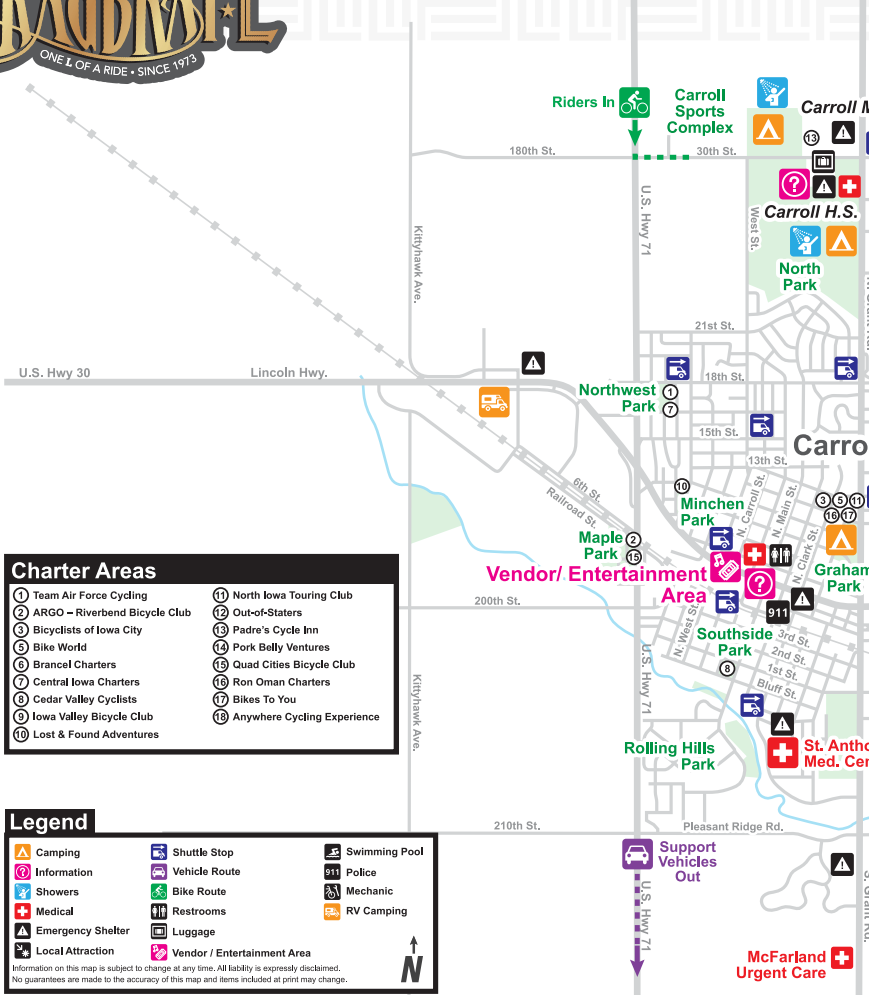 ONE L OF A RIDE • SINCE 1973
Riders In
Carroll
Sports
Complex
Carroll M
13
180th St.
30th St.
U.S. Hwy 71
West St.
Carroll H.S.
North
Park
Kittyhawk Ave.
21st St.
U.S. Hwy 30
Lincoln Hwy.
18th St.
Northwest
Park
1
7
15th St.
Carro
13th St.
10
6th St.
Railroad St.
Minchen
Park
N. Carroll St.
N. Main St.
N. Clark St.
3 5 11
16 17
Maple
Park
2
15
Vendor/ Entertainment
Area
Graham
Park
200th St.
N. West St.
911
Southside
Park
8
3rd St.
2nd St.
1st St.
Bluff St.
U.S. Hwy 71
Kittyhawk Ave.
Rolling Hills
Park
St. Antho
Med. Cen
Charter Areas
1 Team Air Force Cycling
2 ARGO – Riverbend Bicycle Club
3 Bicyclists of Iowa City
5 Bike World
6 Brancel Charters
7 Central Iowa Charters
8 Cedar Valley Cyclists
9 Iowa Valley Bicycle Club
10 Lost & Found Adventures
11 North Iowa Touring Club
12 Out-of-Staters
13 Padre's Cycle Inn
14 Pork Belly Ventures
15 Quad Cities Bicycle Club
16 Ron Oman Charters
17 Bikes To You
18 Anywhere Cycling Experience
210th St.
Pleasant Ridge Rd.
Support
Vehicles
Out
U.S. Hwy 71
S. Grant Rd.
McFarland
Urgent Care
Legend
Camping
Information
Showers
Medical
Emergency Shelter
Local Attraction
Shuttle Stop
Vehicle Route
Bike Route
Restrooms
Luggage
Vendor / Entertainment Area
Swimming Pool
911 Police
Mechanic
RV Camping
Information on this map is subject to change at any time. All liability is expressly disclaimed.
No guarantees are made to the accuracy of this map and items included at print may change.
N